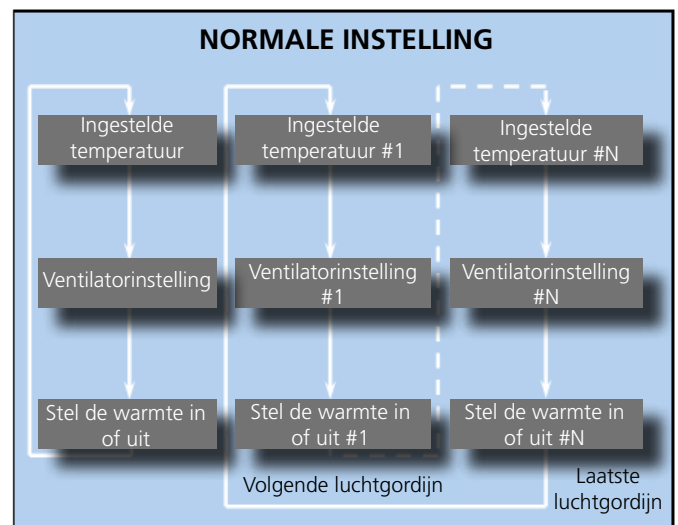 NORMALE INSTELLING
Ingestelde
temperatuur
Ingestelde
temperatuur #1
Ingestelde
temperatuur #N
Ventilatorinstelling
Ventilatorinstelling
#1
Ventilatorinstelling
#N
Stel de warmte in
of uit
Stel de warmte in
of uit #1
Stel de warmte in
of uit #N
Volgende luchtgordijn
Laatste
luchtgordijn